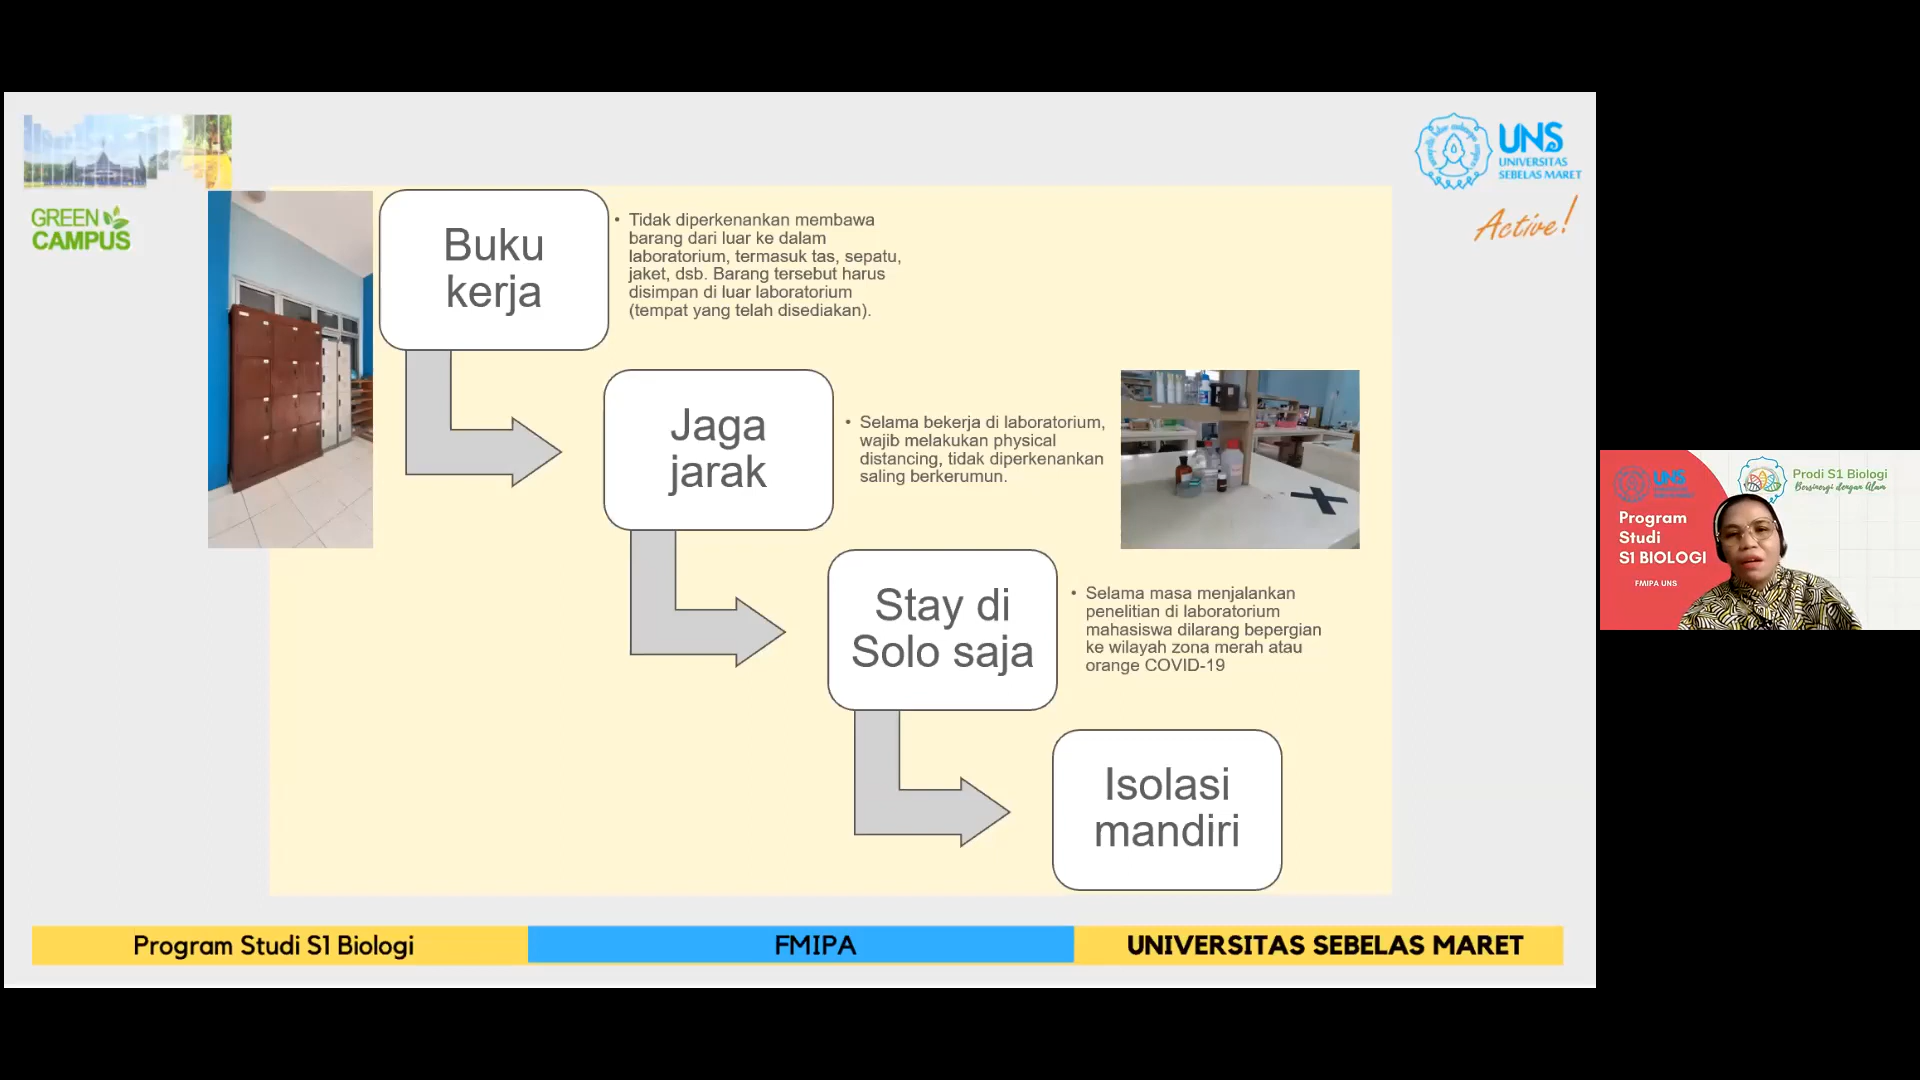 GREEN
CAMPUS
UNS
UNIVERSITAS
SEBELAS MARET
Active!
Buku
kerja
• Tidak diperkenankan membawa
barang dari luar ke dalam
laboratorium, termasuk tas, sepatu,
jaket, dsb. Barang tersebut harus
disimpan di luar laboratorium
(tempat yang telah disediakan).
Jaga
jarak
• Selama bekerja di laboratorium,
wajib melakukan physical
distancing, tidak diperkenankan
saling berkerumun.
Stay di
Solo saja
• Selama masa menjalankan
penelitian di laboratorium
mahasiswa dilarang bepergian
ke wilayah zona merah atau
orange COVID-19
Isolasi
mandiri
Program Studi S1 Biologi
FMIPA
UNIVERSITAS SEBELAS MARET
UNS
Prodi S1 Biologi
Bersinergi dengan Alam
Program
Studi
S1 BIOLOGI
FMIPA UNS